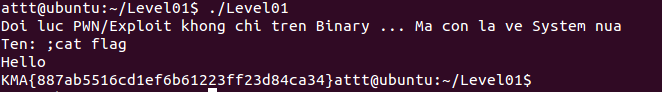 attt@ubuntu:~/Level01$ ./Level01
Doi luc PWN/Exploit khong chi tren Binary ... Ma con la ve System nua
Ten: ;cat flag
Hello
KMA{887ab5516cd1ef6b61223ff23d84ca34}attt@ubuntu:~/Level01$